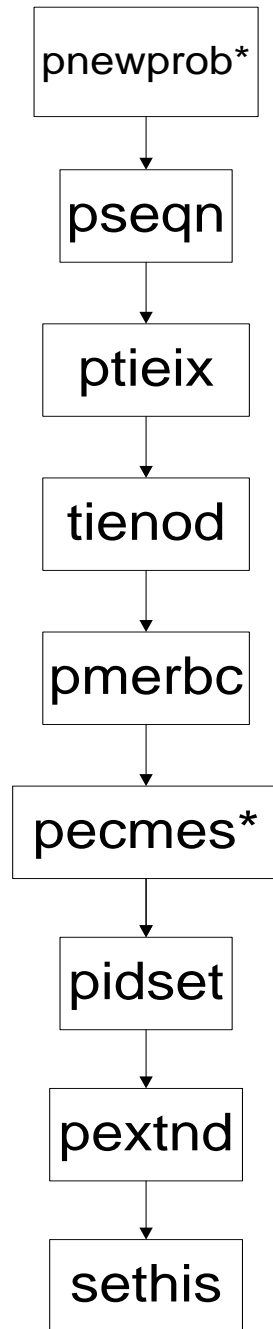 pnewprob*
pseqn
ptieix
tienod
pmerbc
pecmes*
pidset
pextnd
sethis